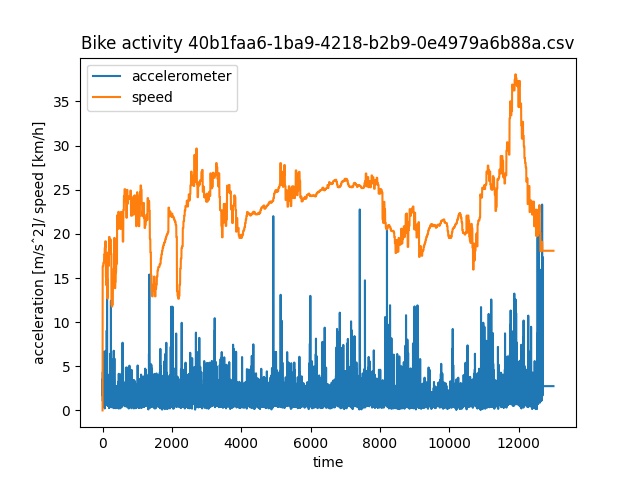 Bike activity 40b1faa6-1ba9-4218-b2b9-0e4979a6b88a.csv
accelerometer
speed
acceleration [m/s^2]/ speed [km/h]
35
30
25
20
15
10
5
0
0 2000 4000 6000 8000 10000 12000
time